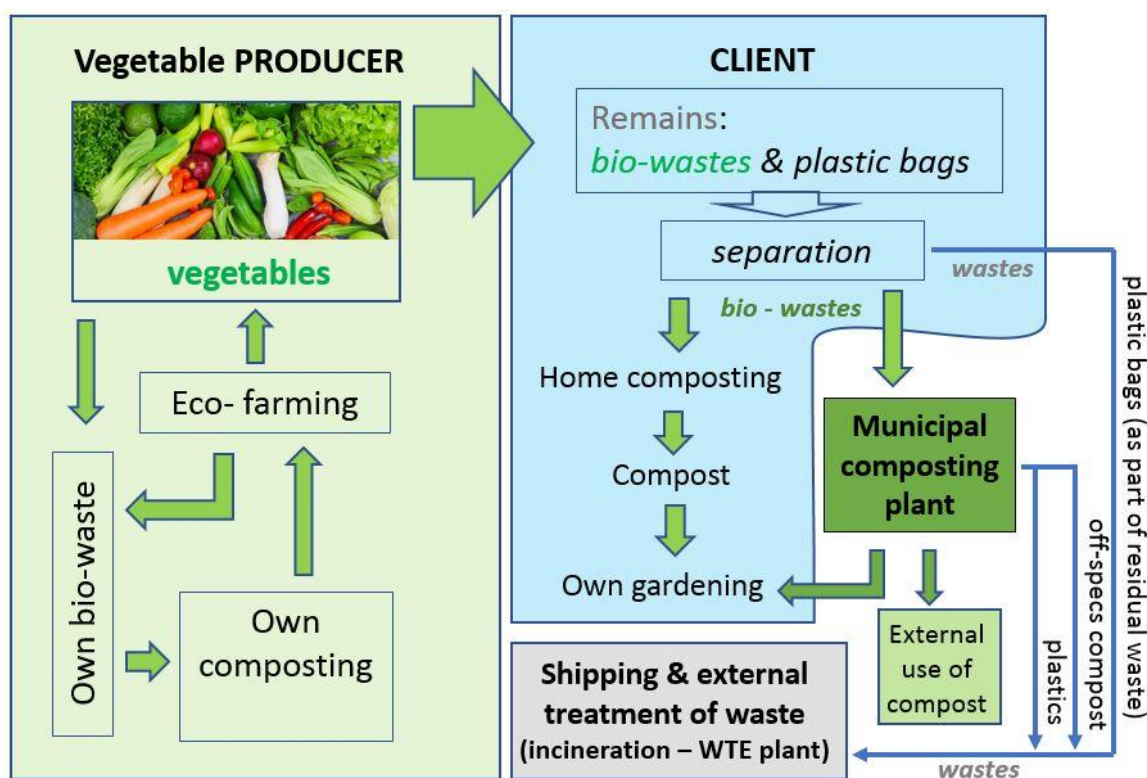 Vegetable PRODUCER
vegetables
Eco- farming
Own bio-waste
Own
composting
CLIENT
Remains:
bio-wastes & plastic bags
separation
wastes
bio - wastes
Home composting
Compost
Own gardening
Municipal
composting
plant
External
use of
compost
plastics
off-specs compost
plastic bags (as part of residual waste)
Shipping & external
treatment of waste
(incineration – WTE plant)
wastes